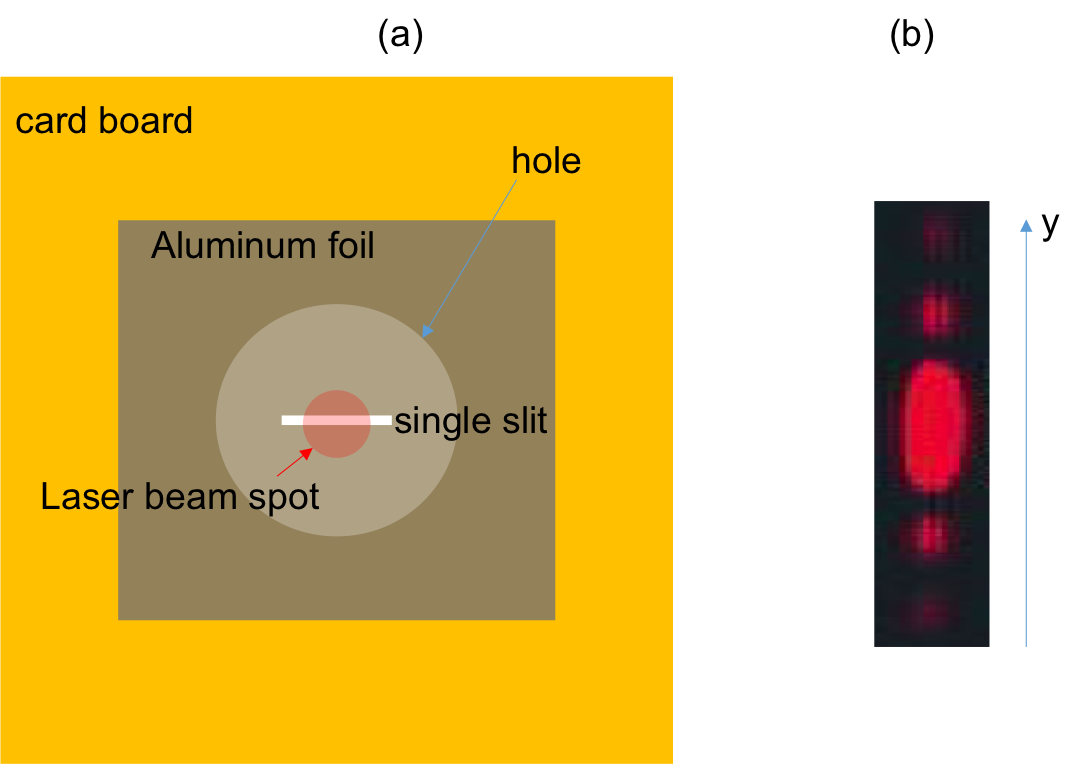 (a)
(b)
card board
hole
y
Aluminum foil
single slit
Laser beam spot